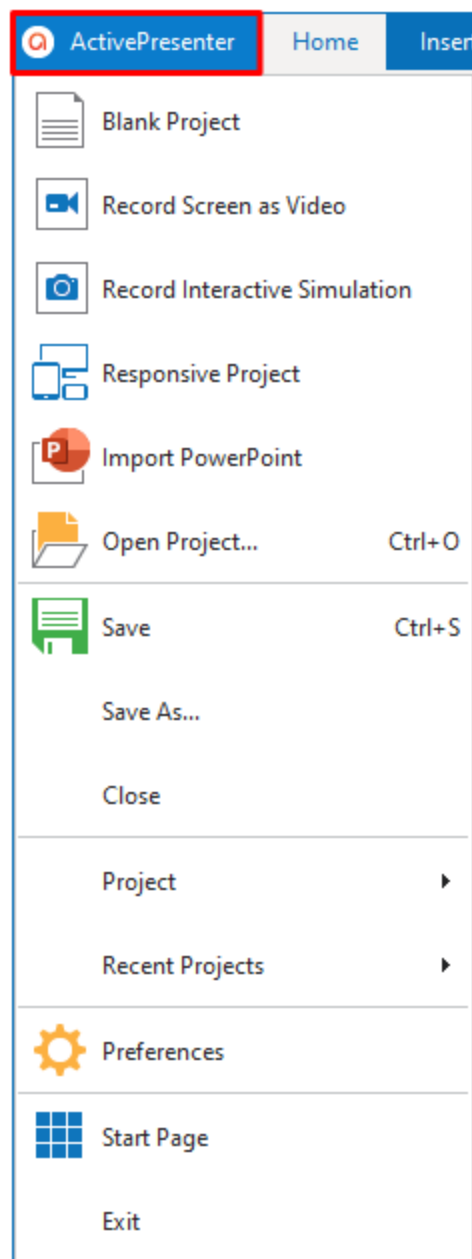 ActivePresenter Home Inser
Blank Project
Record Screen as Video
Record Interactive Simulation
Responsive Project
P Import PowerPoint
Open Project... Ctrl+O
Save Ctrl+S
Save As...
Close
Project
Recent Projects
Preferences
Start Page
Exit